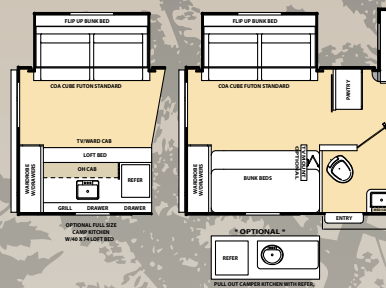 FLIP UP BUNK BED
COA CUBE FUTON STANDARD
TV/WARD CAB
LOFT BED
OH CAB
WARDROBE
W/DRAWERS
REFER
GRILL
DRAWER
DRAWER
OPTIONAL FULL SIZE
CAMP KITCHEN
W/40 X 74 LOFT BED
FLIP UP BUNK BED
COA CUBE FUTON STANDARD
PANTRY
WARDROBE
W/DRAWERS
BUNK BEDS
OPTIONAL
ENTRY
* OPTIONAL *
REFER
PULL OUT CAMPER KITCHEN WITH REFER,